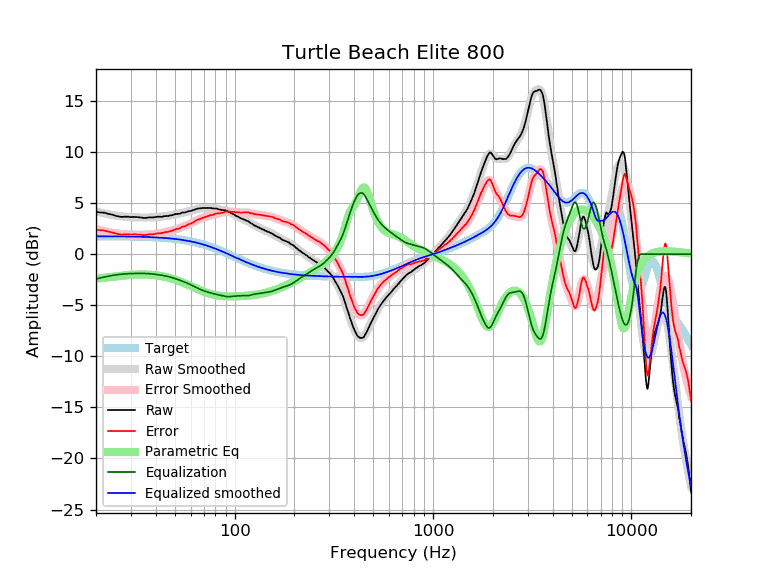 Turtle Beach Elite 800
Amplitude (dBr)
15
10
5
0
−5
−10
−15
−20
−25
Target
Raw Smoothed
Error Smoothed
Raw
Error
Parametric Eq
Equalization
Equalized smoothed
100
1000
10000
Frequency (Hz)